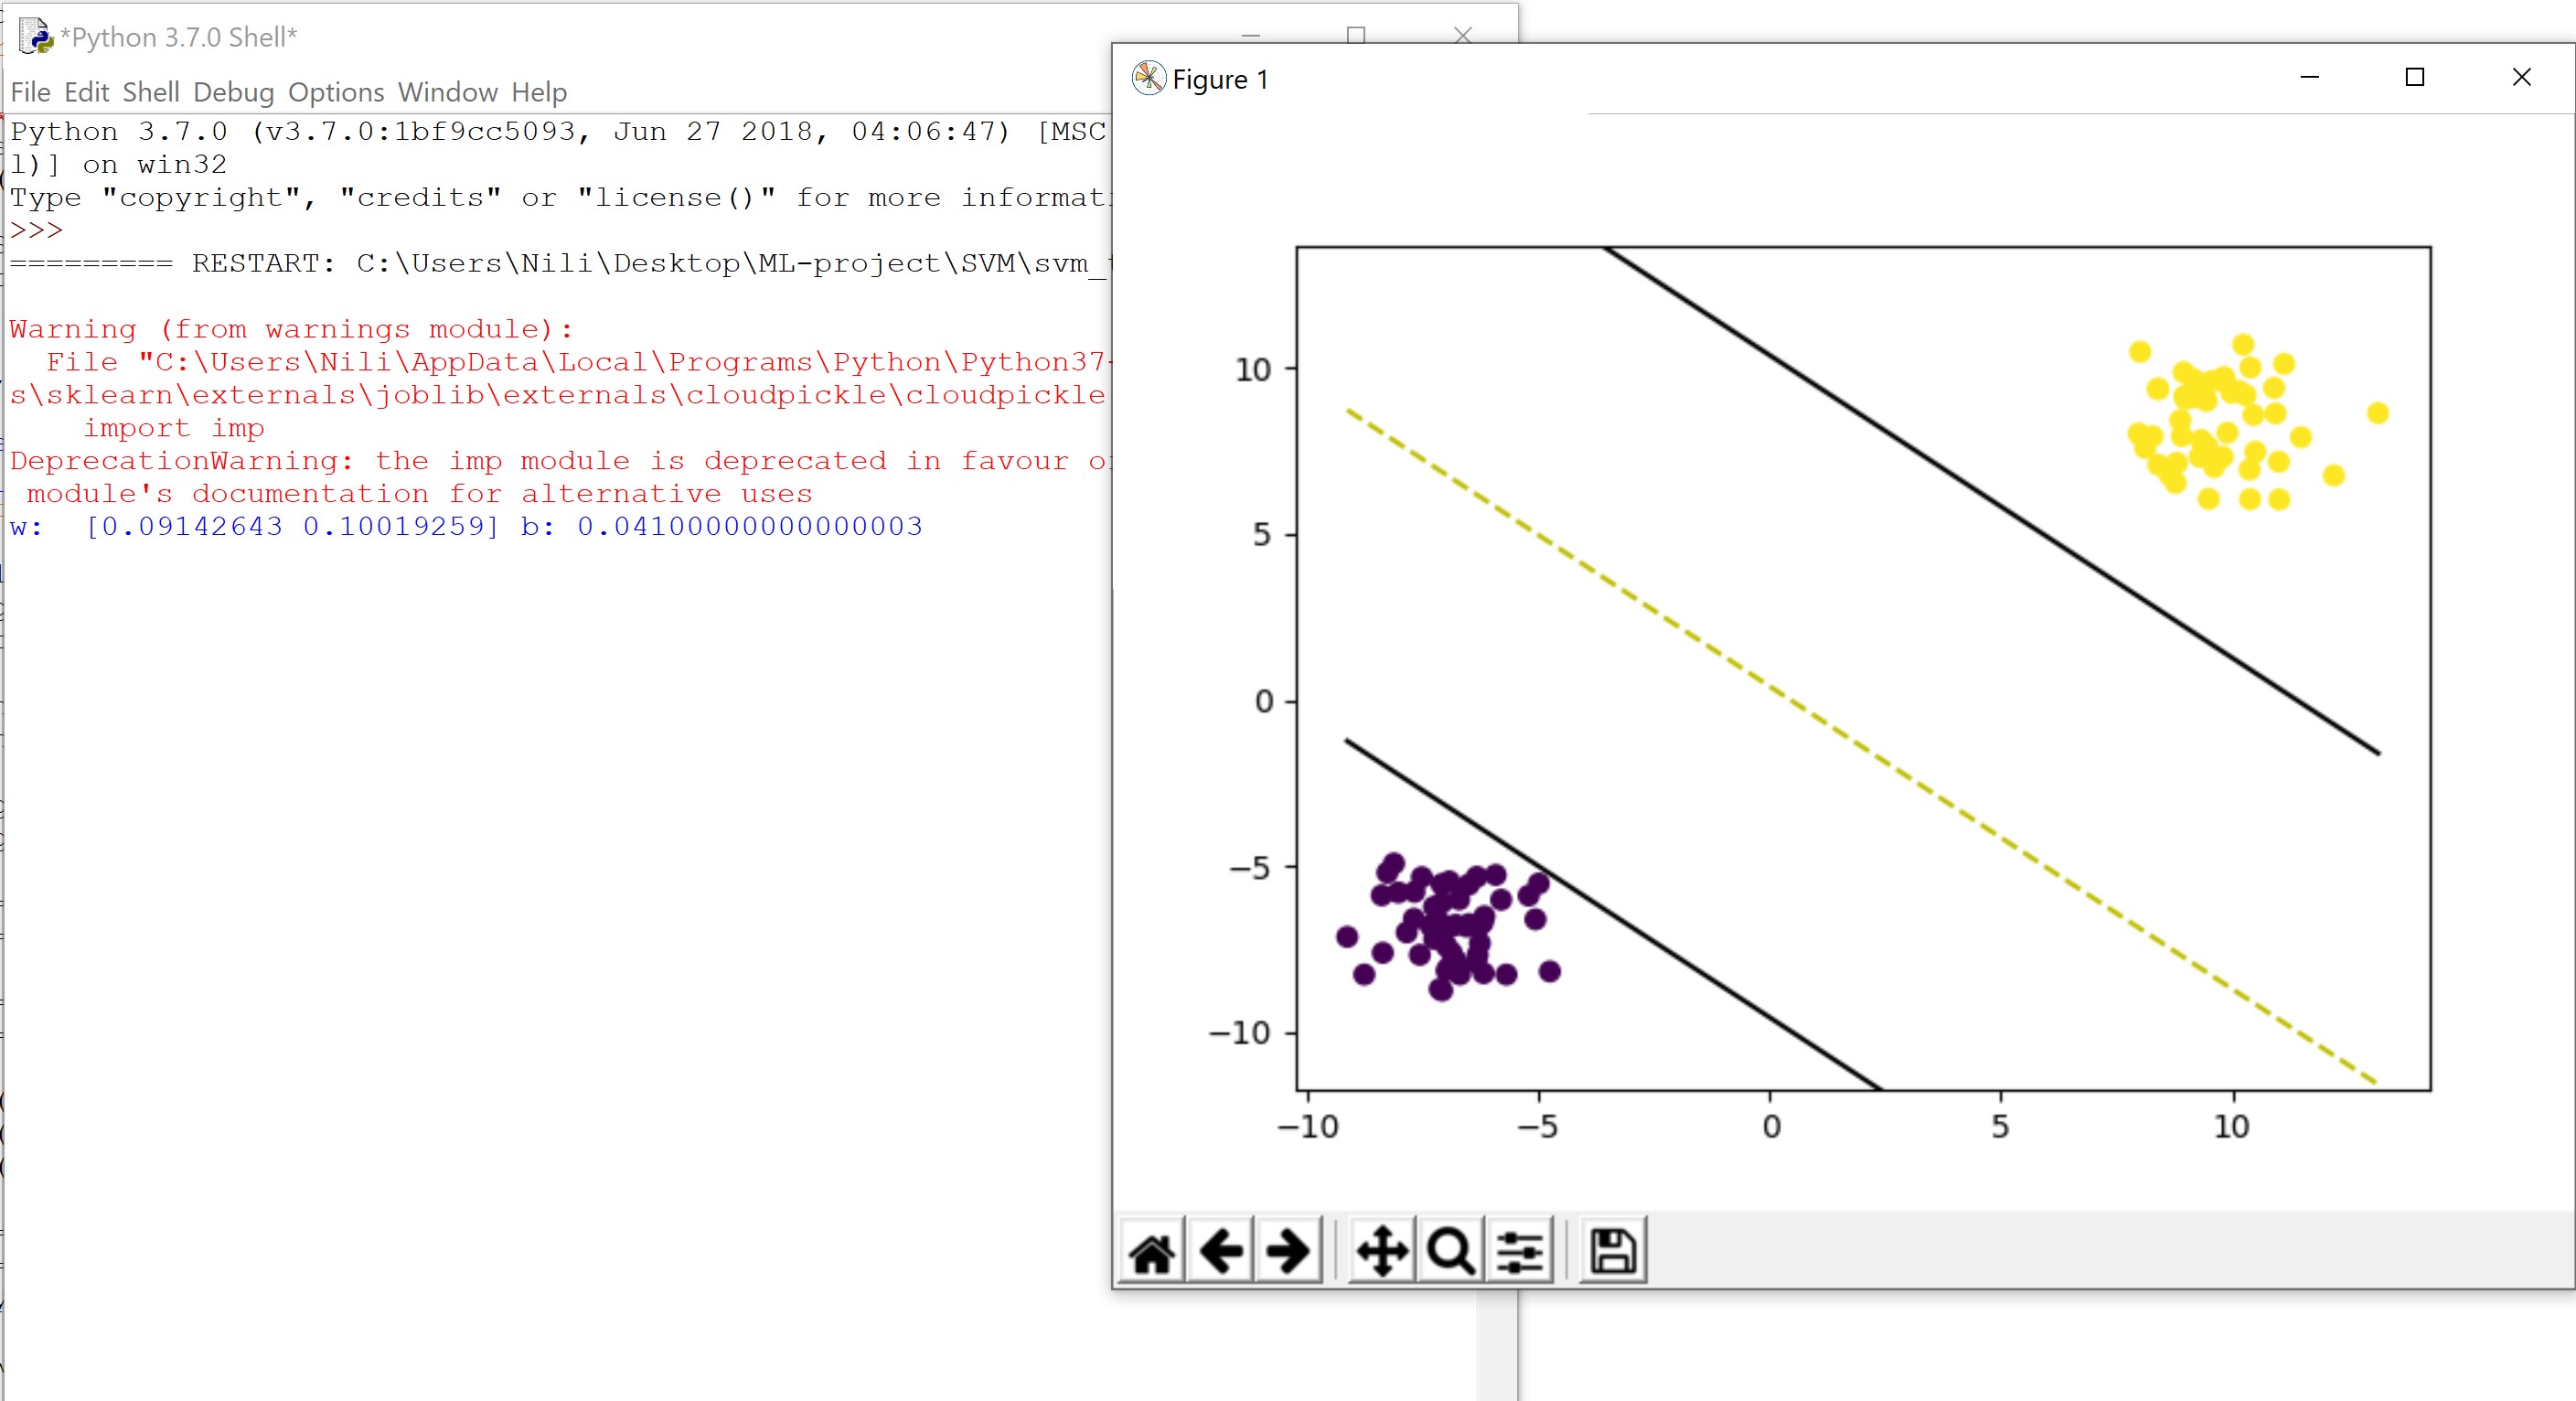 *Python 3.7.0 Shell*
File Edit Shell Debug Options Window Help
Python 3.7.0 (v3.7.0:1bf9cc5093, Jun 27 2018, 04:06:47) [MSC
l)] on win32
Type "copyright", "credits" or "license()" for more informati
>>>
========= RESTART: C:\Users\Nili\Desktop\ML-project\SVM\svm_t
Warning (from warnings module):
File "C:\Users\Nili\AppData\Local\Programs\Python\Python37-
s\sklearn\externals\joblib\externals\cloudpickle\cloudpickle
import imp
DeprecationWarning: the imp module is deprecated in favour o
module's documentation for alternative uses
w:  [0.09142643 0.10019259] b: 0.04100000000000003
Figure 1
10
5
0
−5
−10
−10 −5 0 5 10